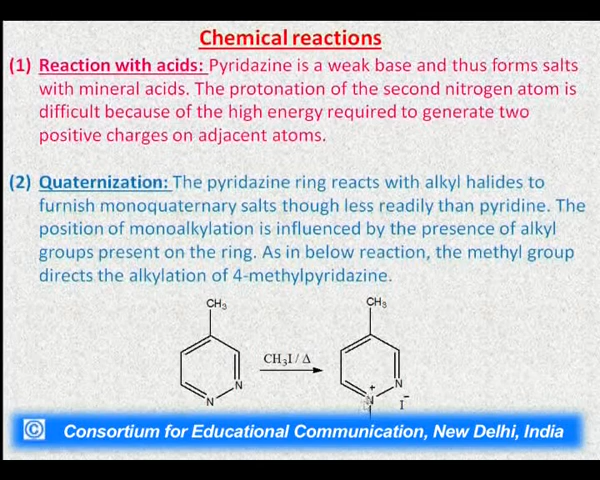 Chemical reactions
(1) Reaction with acids: Pyridazine is a weak base and thus forms salts
with mineral acids. The protonation of the second nitrogen atom is
difficult because of the high energy required to generate two
positive charges on adjacent atoms.
(2) Quaternization: The pyridazine ring reacts with alkyl halides to
furnish monoquaternary salts though less readily than pyridine. The
position of monoalkylation is influenced by the presence of alkyl
groups present on the ring. As in below reaction, the methyl group
directs the alkylation of 4-methylpyridazine.
CH3 CH3
CH3I / Δ
N N
N +N I-
© Consortium for Educational Communication, New Delhi, India